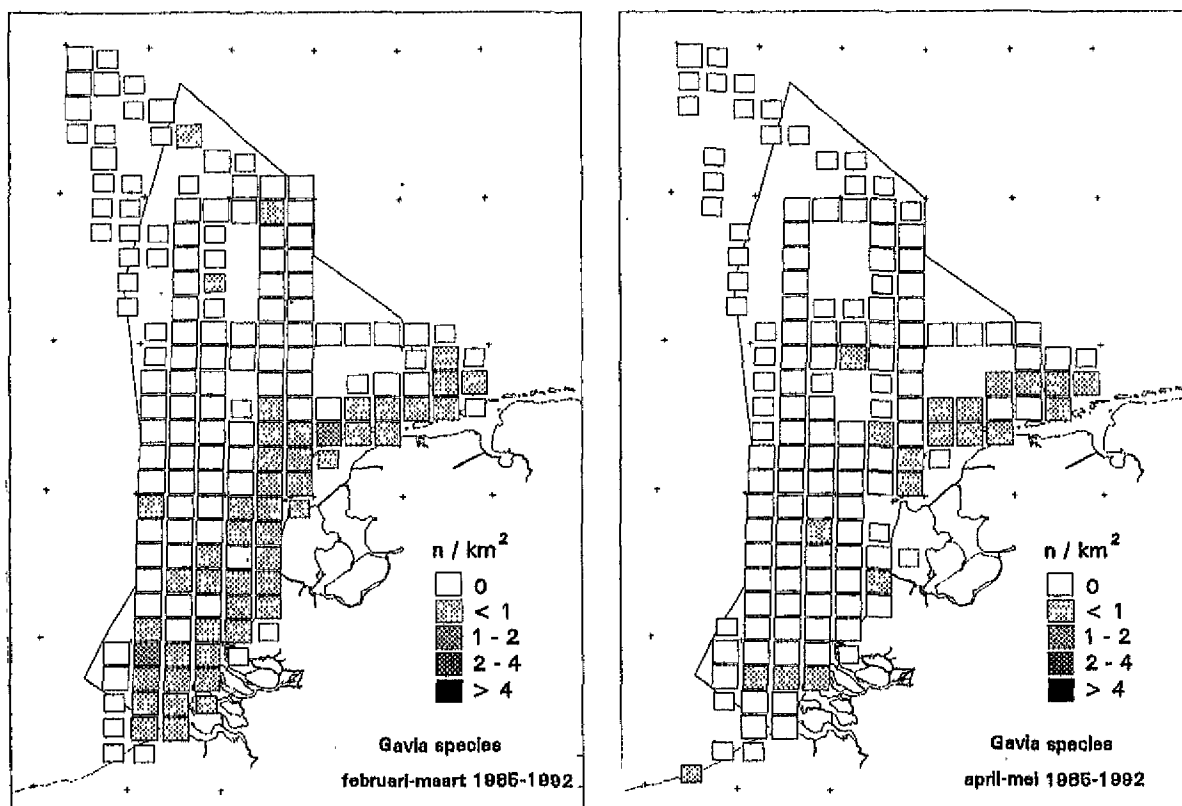 n / km²
0
< 1
1 - 2
2 - 4
> 4
Gavia species
februari-maart 1985-1992
n / km²
0
< 1
1 - 2
2 - 4
> 4
Gavia species
april-mei 1985-1992